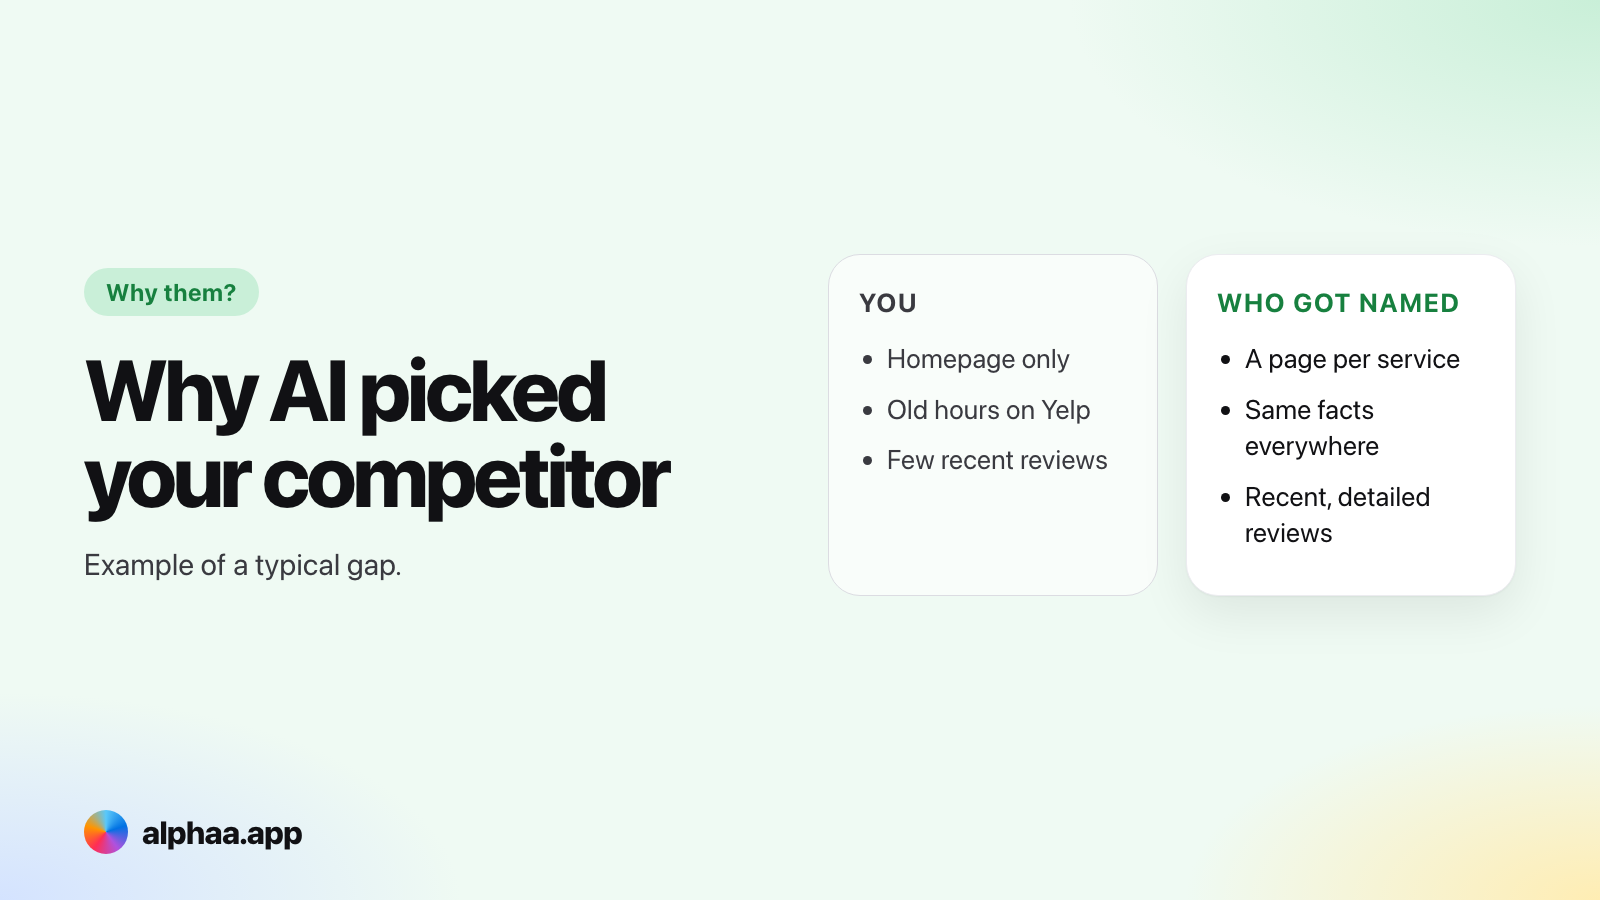 Why them?
Why AI picked
your competitor
Example of a typical gap.
YOU
• Homepage only
• Old hours on Yelp
• Few recent reviews
WHO GOT NAMED
• A page per service
• Same facts
everywhere
• Recent, detailed
reviews
alphaa.app